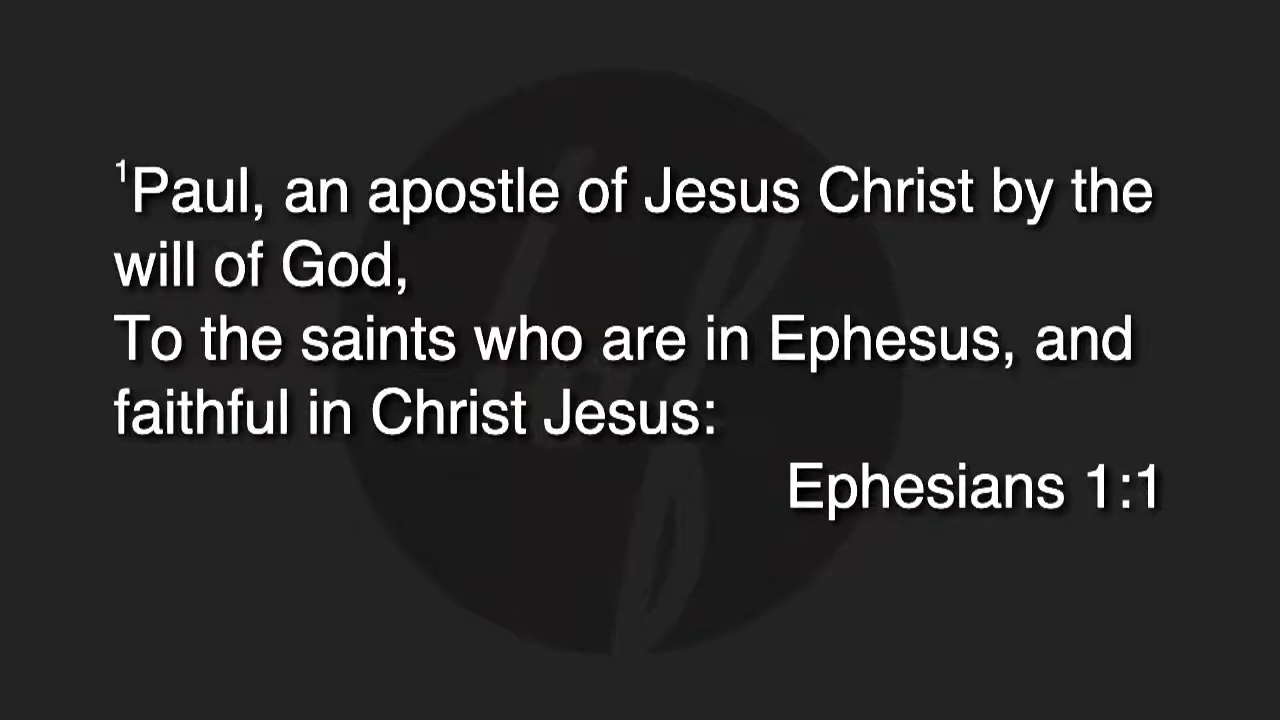 ¹Paul, an apostle of Jesus Christ by the
will of God,
To the saints who are in Ephesus, and
faithful in Christ Jesus:
Ephesians 1:1